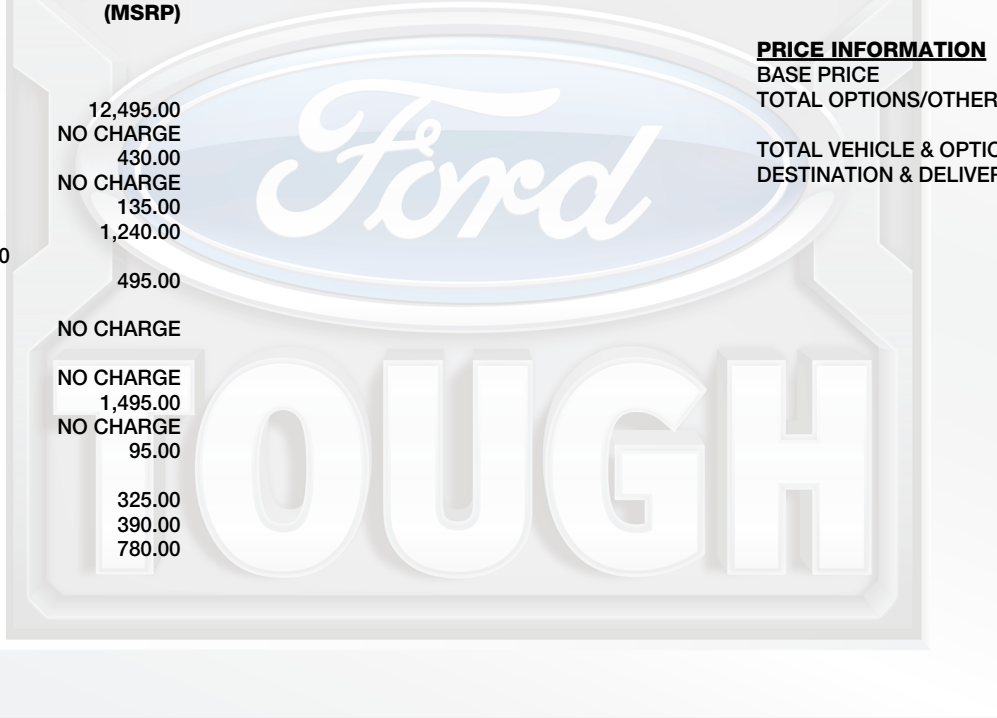 (MSRP)
12,495.00
NO CHARGE
430.00
NO CHARGE
135.00
1,240.00
0
495.00
NO CHARGE
NO CHARGE
1,495.00
NO CHARGE
95.00
325.00
390.00
780.00
PRICE INFORMATION
BASE PRICE
TOTAL OPTIONS/OTHER
TOTAL VEHICLE & OPTIO
DESTINATION & DELIVER
Ford
TOUGH